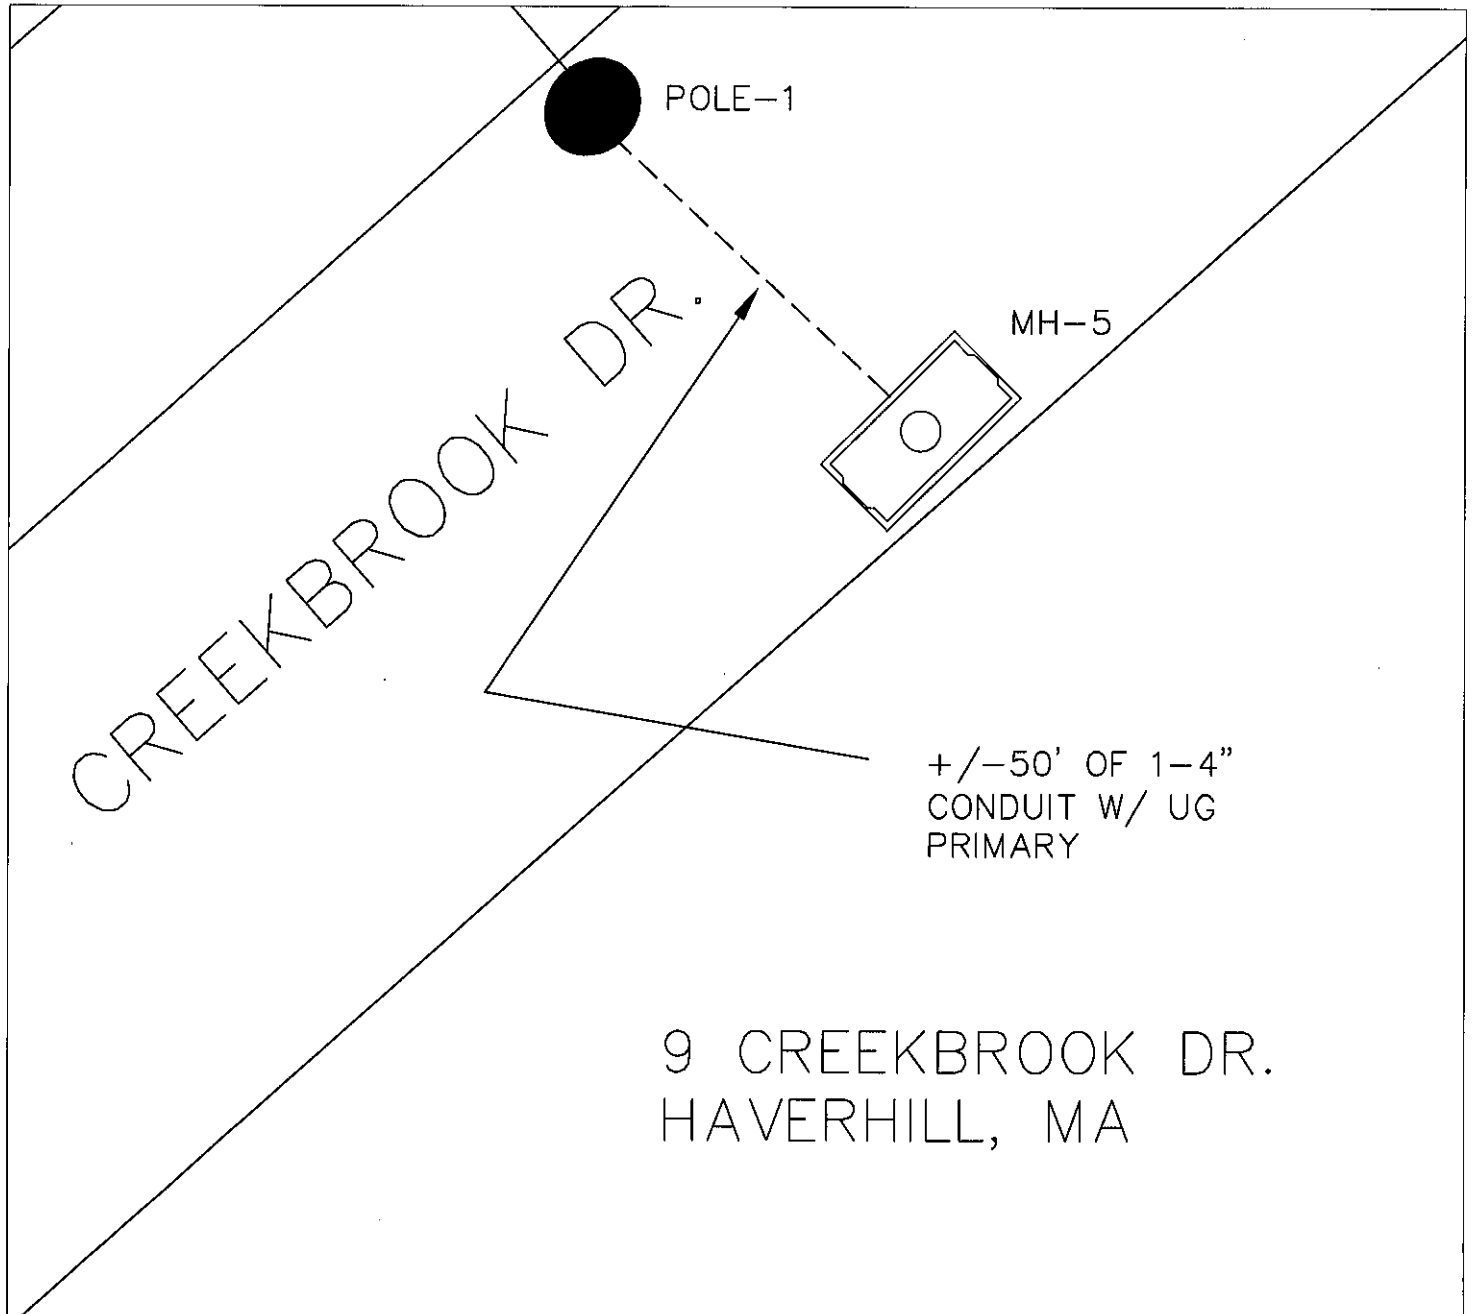 POLE-1
MH-5
CREEKBROOK DR.
+/-50' OF 1-4"
CONDUIT W/ UG
PRIMARY
9 CREEKBROOK DR.
HAVERHILL, MA